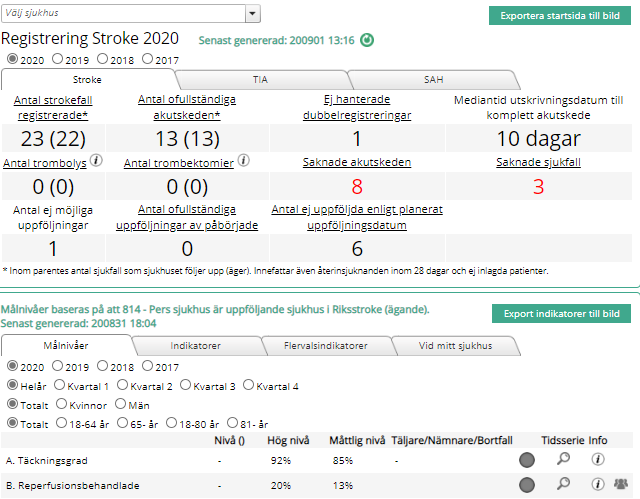 Välj sjukhus
Exportera startsida till bild
Registrering Stroke 2020
Senast genererad: 200901 13:16
2020 2019 2018 2017
Stroke TIA SAH
Antal strokefall registrerade*
23 (22)
Antal ofullständiga akutskeden*
13 (13)
Ej hanterade dubbelregistreringar
1
Mediantid utskrivningsdatum till komplett akutskede
10 dagar
Antal trombolys
0 (0)
Antal trombektomier
0 (0)
Saknade akutskeden
8
Saknade sjukfall
3
Antal ej möjliga uppföljningar
1
Antal ofullständiga uppföljningar av påbörjade
0
Antal ej uppföljda enligt planerat uppföljningsdatum
6
* Inom parentes antal sjukfall som sjukhuset följer upp (äger). Innefattar även återinsjuknanden inom 28 dagar och ej inlagda patienter.
Målnivåer baseras på att 814 - Pers sjukhus är uppföljande sjukhus i Riksstroke (ägande).
Senast genererad: 200831 18:04
Export indikatorer till bild
Målnivåer Indikatorer Flervalsindikatorer Vid mitt sjukhus
2020 2019 2018 2017
Helår Kvartal 1 Kvartal 2 Kvartal 3 Kvartal 4
Totalt Kvinnor Män
Totalt 18-64 år 65- år 18-80 år 81- år
Nivå () Hög nivå Måttlig nivå Täljare/Nämnare/Bortfall Tidsserie Info
A. Täckningsgrad - 92% 85% -
B. Reperfusionsbehandlade - 20% 13%